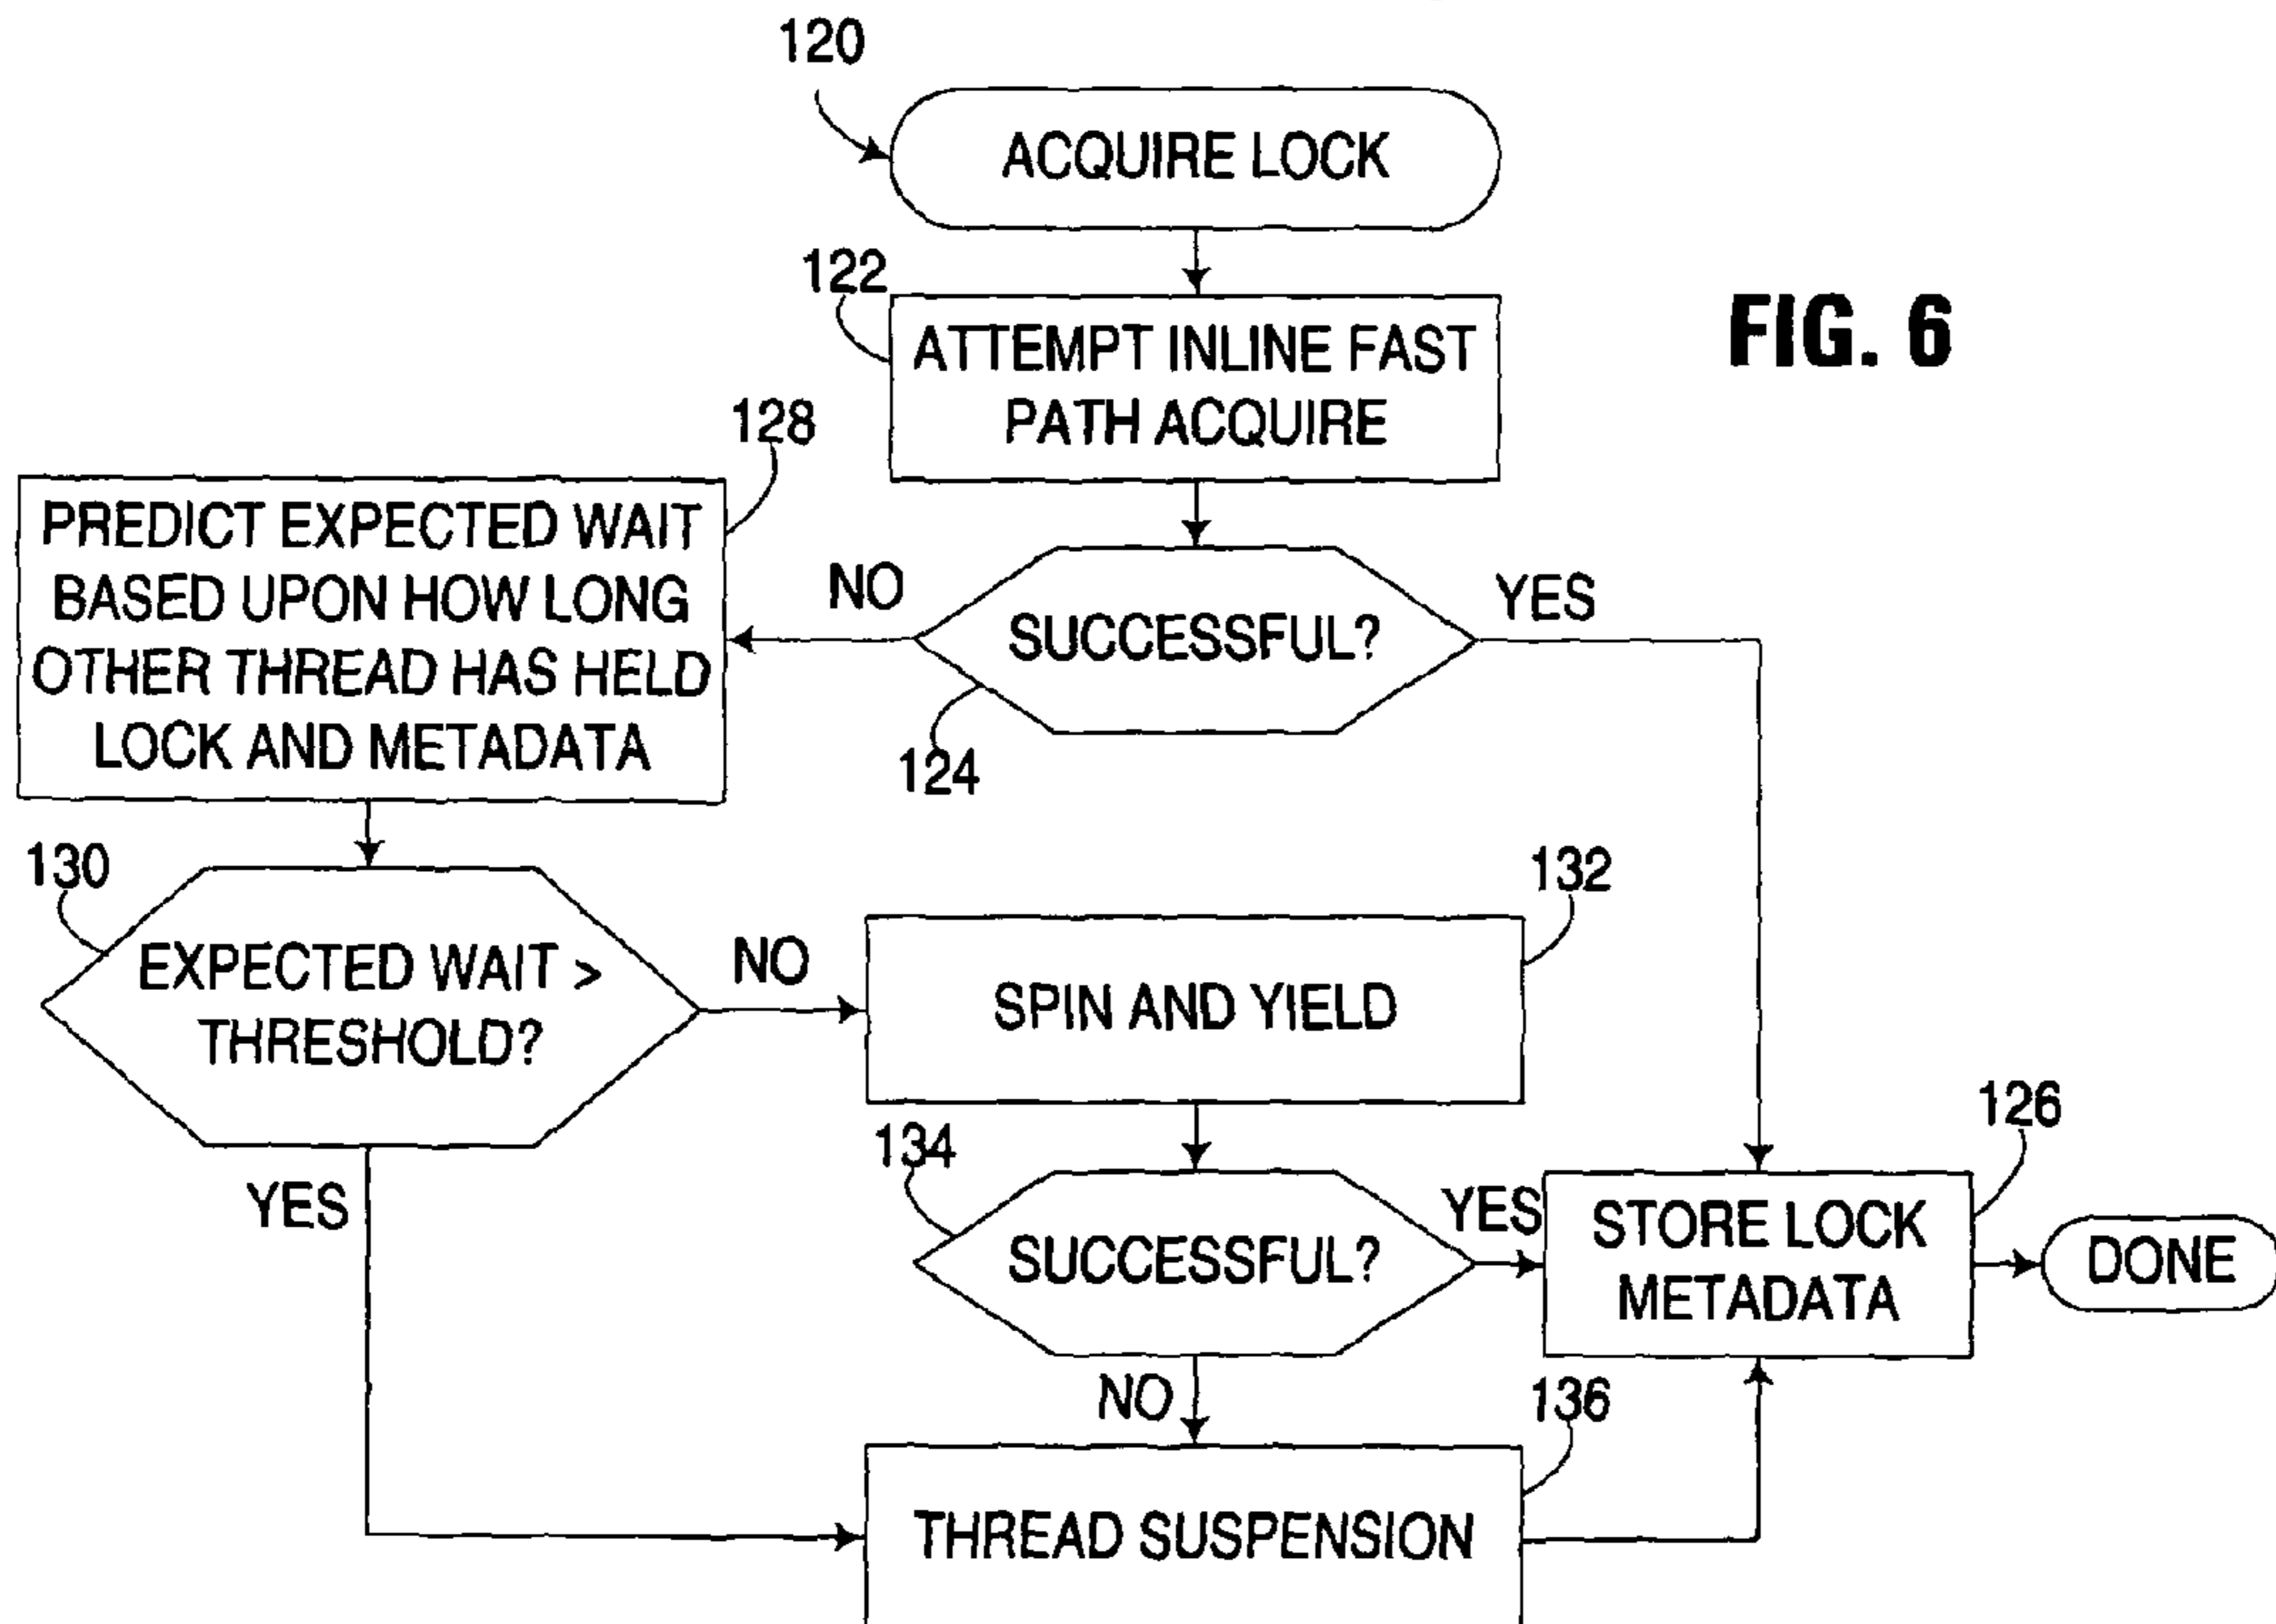 120
ACQUIRE LOCK
122
ATTEMPT INLINE FAST
PATH ACQUIRE
FIG. 6
128
PREDICT EXPECTED WAIT
BASED UPON HOW LONG
OTHER THREAD HAS HELD
LOCK AND METADATA
NO
SUCCESSFUL?
YES
124
130
EXPECTED WAIT >
THRESHOLD?
NO
132
SPIN AND YIELD
YES
134
SUCCESSFUL?
YES
126
STORE LOCK
METADATA
DONE
NO
136
THREAD SUSPENSION